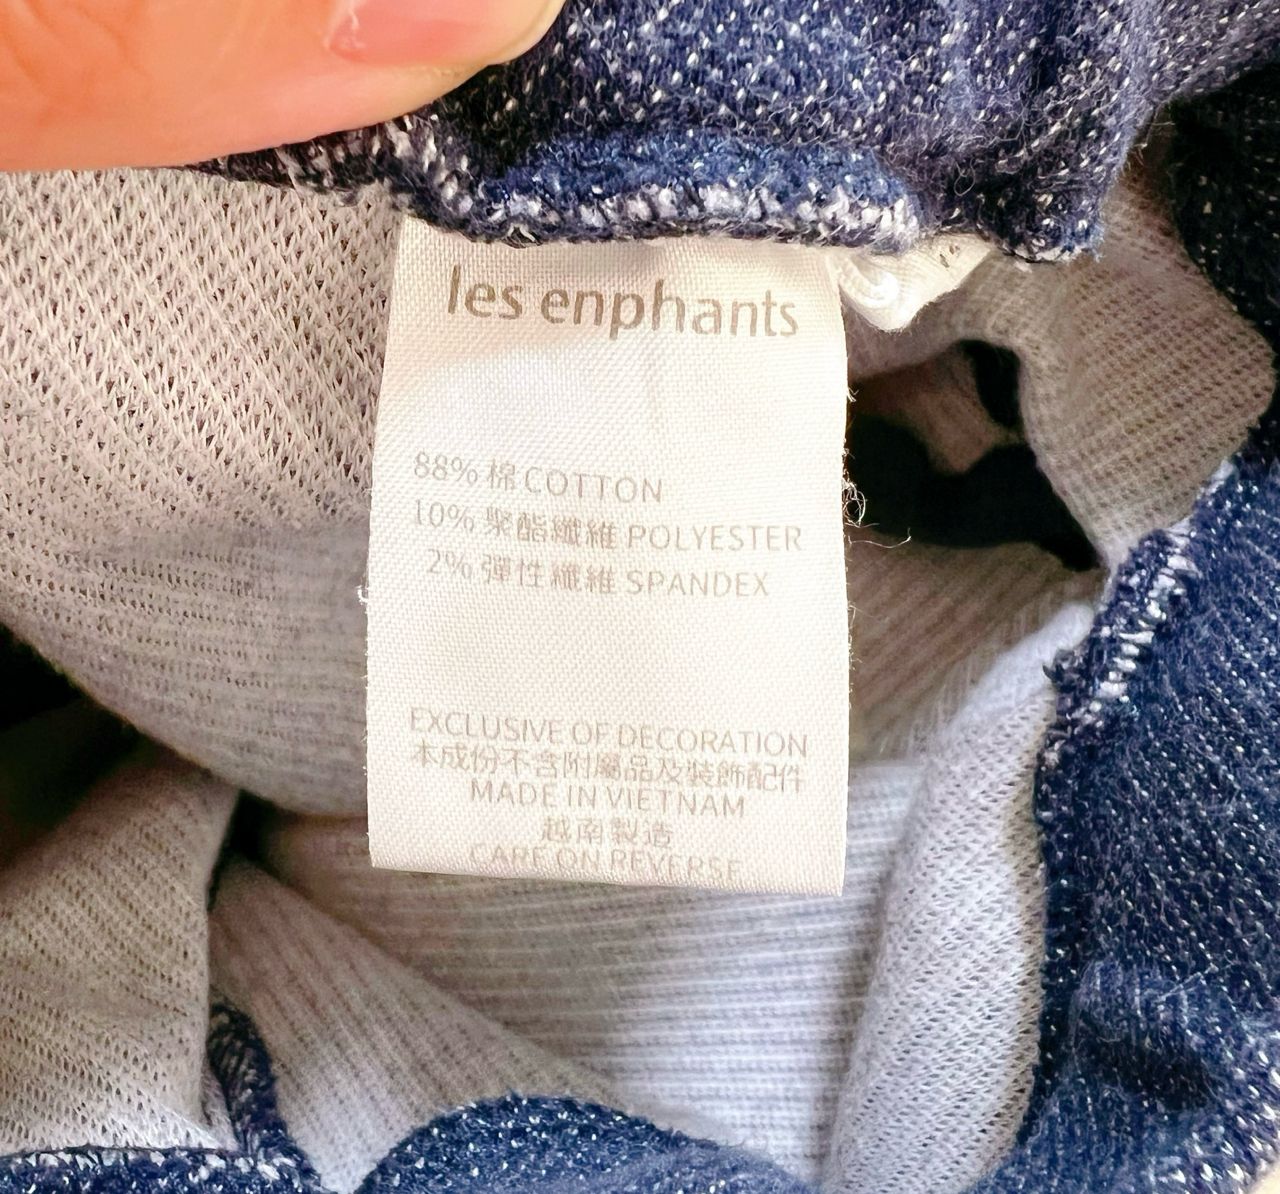 les enphants
88% 棉 COTTON
10% 聚酯纖維 POLYESTER
2% 彈性纖維 SPANDEX
EXCLUSIVE OF DECORATION
本成份不含附屬品及裝飾配件
MADE IN VIETNAM
越南製造
CARE ON REVERSE